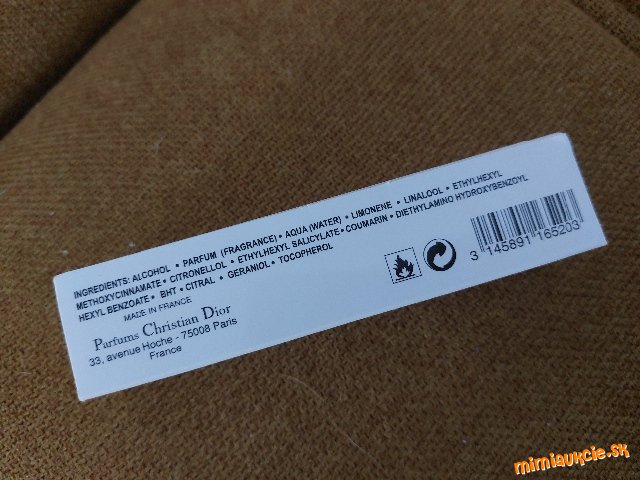 INGREDIENTS: ALCOHOL • PARFUM (FRAGRANCE) • AQUA (WATER) • LIMONENE • LINALOOL • ETHYLHEXYL
METHOXYCINNAMATE • CITRONELLOL • ETHYLHEXYL SALICYLATE • COUMARIN • DIETHYLAMINO HYDROXYBENZOYL
HEXYL BENZOATE • BHT • CITRAL • GERANIOL • TOCOPHEROL
MADE IN FRANCE
Parfums Christian Dior
33, avenue Hoche - 75008 Paris
France
3 145891 165203
mimiaukcie.sk